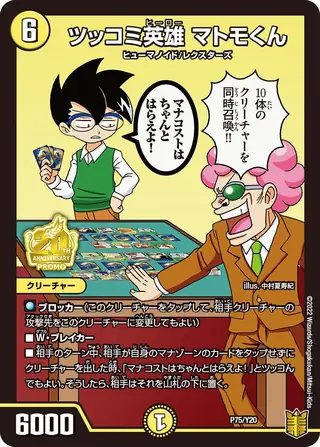 6
ヒーロー
ツッコミ英雄 マトモくん
ヒューマノイド/レクスターズ
マナコストは
ちゃんと
はらえよ!
10体の
クリーチャーを
同時召喚!!
20
ANNIVERSARY
PROMO
illus. 中村夏寿紀
クリーチャー
■ブロッカー(このクリーチャーをタップして、相手クリーチャーの
攻撃先をこのクリーチャーに変更してもよい)
■W・ブレイカー
■相手のターン中、相手が自身のマナゾーンのカードをタップせずに
クリーチャーを出した時、「マナコストはちゃんとはらえよ!」とツッコん
でもよい。そうしたら、相手はそれを山札の下に置く。
6000
1
P75/Y20
©2022 Wizards/Shogakukan/Mitsui-Kids